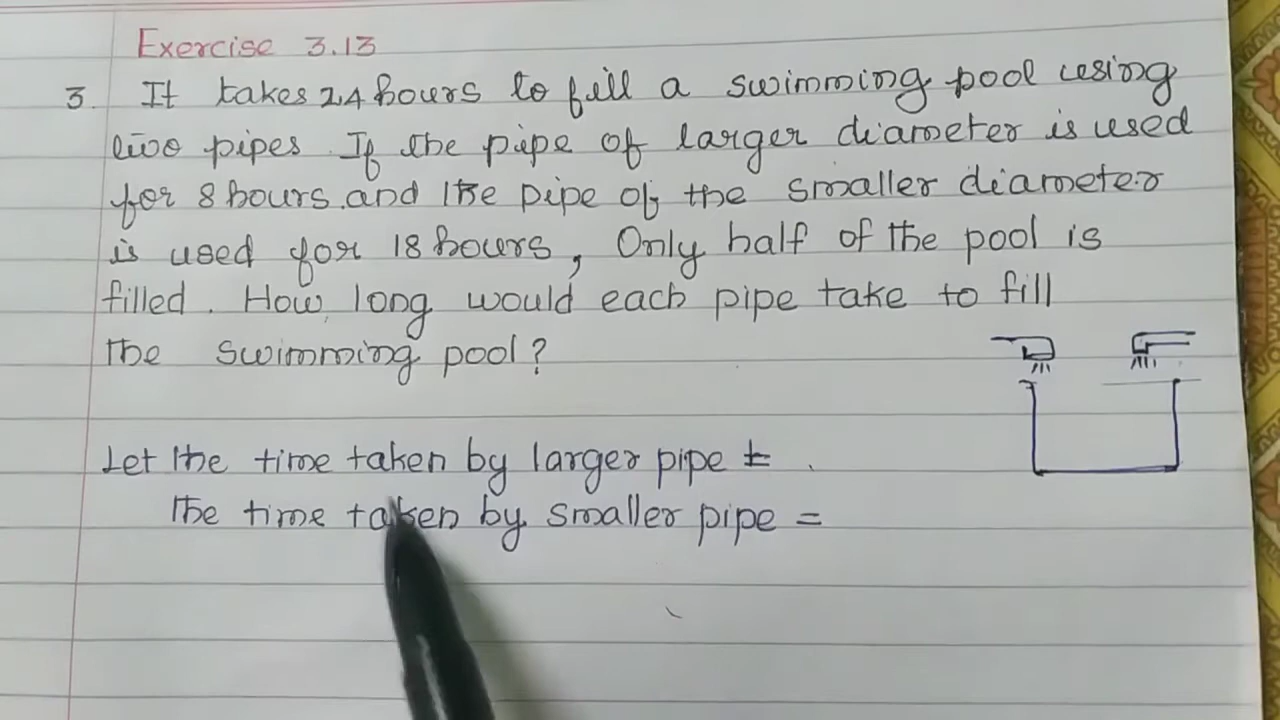 Exercise 3.13
3. It takes 24 hours to fill a swimming pool using
two pipes. If the pipe of larger diameter is used
for 8 hours and the pipe of the smaller diameter
is used for 18 hours, Only half of the pool is
filled. How long would each pipe take to fill
the swimming pool?
Let the time taken by larger pipe =
the time taken by smaller pipe =